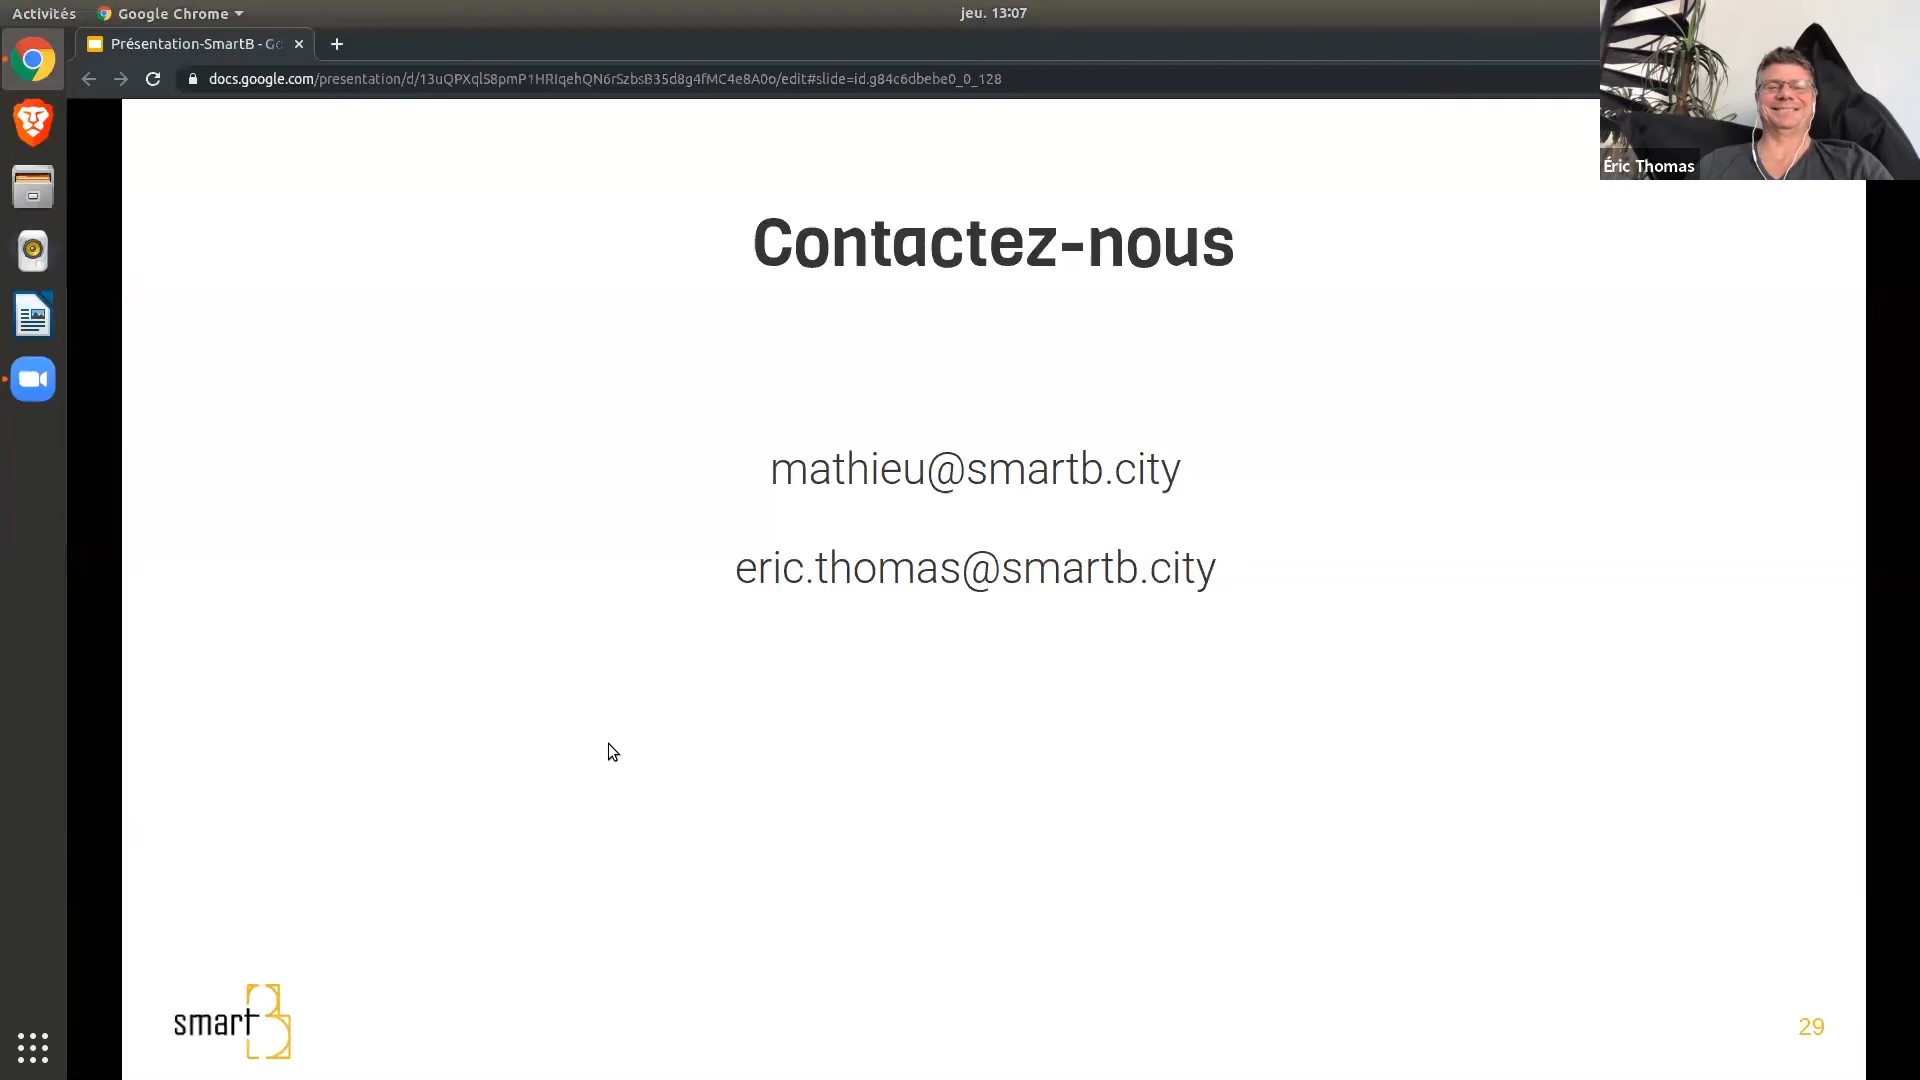 Activités
Google Chrome
jeu. 13:07
Présentation-SmartB - Go
docs.google.com/presentation/d/13uQPXqlS8pmP1HRIqehQN6rSzbsB35d8g4fMC4e8A0o/edit#slide=id.g84c6dbebe0_0_128
Éric Thomas
Contactez-nous
mathieu@smartb.city
eric.thomas@smartb.city
smart B
29